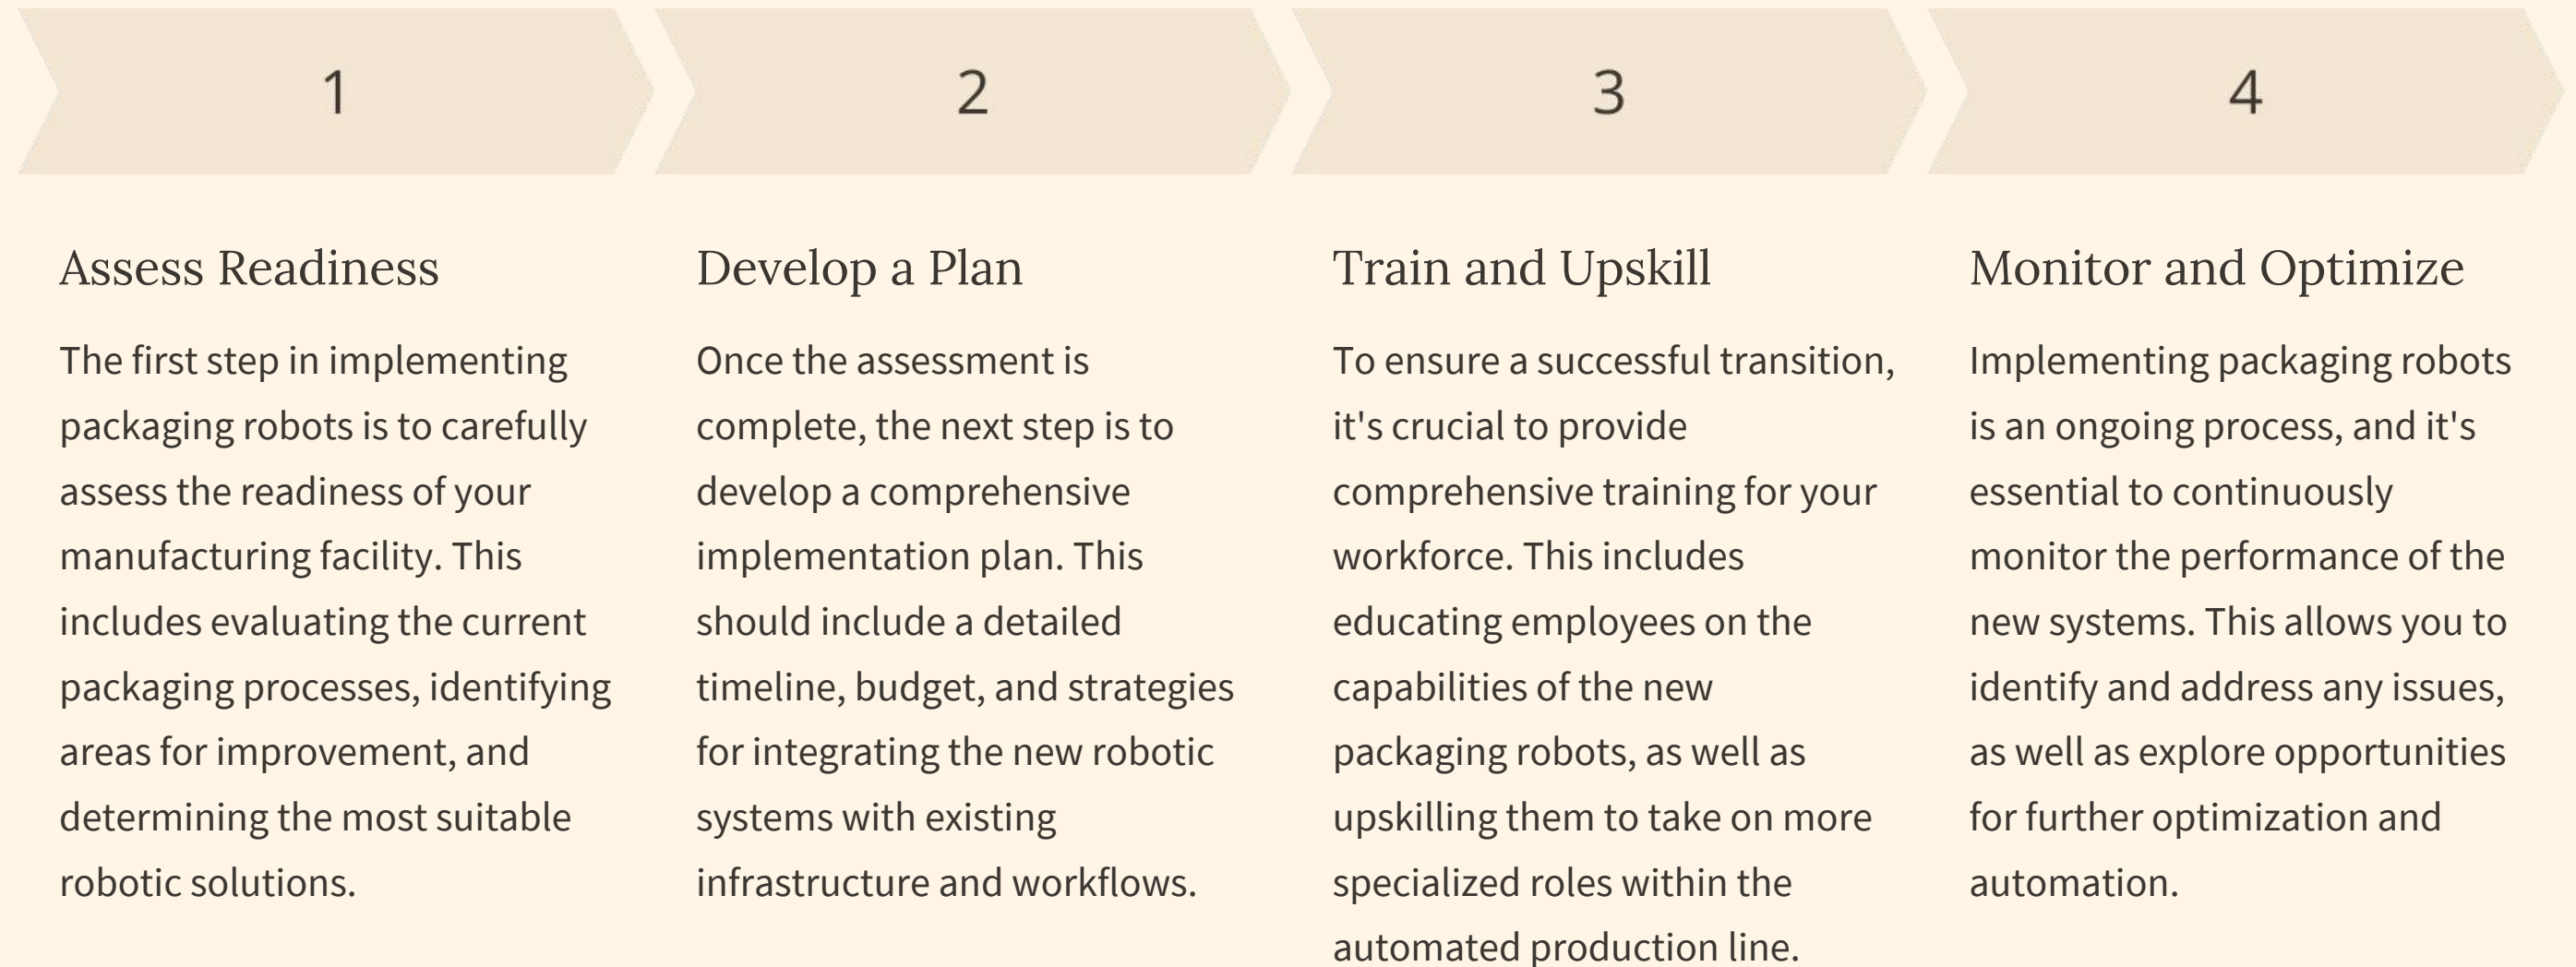 1
2
3
4
Assess Readiness
The first step in implementing
packaging robots is to carefully
assess the readiness of your
manufacturing facility. This
includes evaluating the current
packaging processes, identifying
areas for improvement, and
determining the most suitable
robotic solutions.
Develop a Plan
Once the assessment is
complete, the next step is to
develop a comprehensive
implementation plan. This
should include a detailed
timeline, budget, and strategies
for integrating the new robotic
systems with existing
infrastructure and workflows.
Train and Upskill
To ensure a successful transition,
it's crucial to provide
comprehensive training for your
workforce. This includes
educating employees on the
capabilities of the new
packaging robots, as well as
upskilling them to take on more
specialized roles within the
automated production line.
Monitor and Optimize
Implementing packaging robots
is an ongoing process, and it's
essential to continuously
monitor the performance of the
new systems. This allows you to
identify and address any issues,
as well as explore opportunities
for further optimization and
automation.